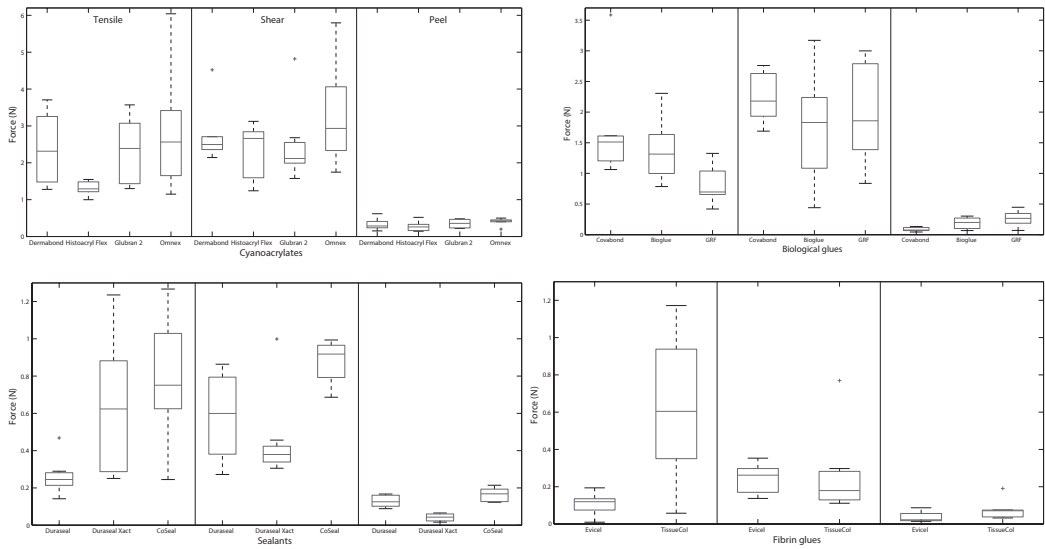 Tensile Shear Peel
6
5
4
3
2
1
0
Force (N)
Dermabond Histoacryl Flex Glubran 2 Omnex Dermabond Histoacryl Flex Glubran 2 Omnex Dermabond Histoacryl Flex Glubran 2 Omnex
Cyanoacrylates
3.5
3
2.5
2
1.5
1
0.5
0
Force (N)
Covabond Bioglue GRF Covabond Bioglue GRF Covabond Bioglue GRF
Biological glues
1.2
1
0.8
0.6
0.4
0.2
0
Force (N)
Duraseal Duraseal Xact CoSeal Duraseal Duraseal Xact CoSeal Duraseal Duraseal Xact CoSeal
Sealants
1.2
1
0.8
0.6
0.4
0.2
0
Force (N)
Evicel TissueCol Evicel TissueCol Evicel TissueCol
Fibrin glues